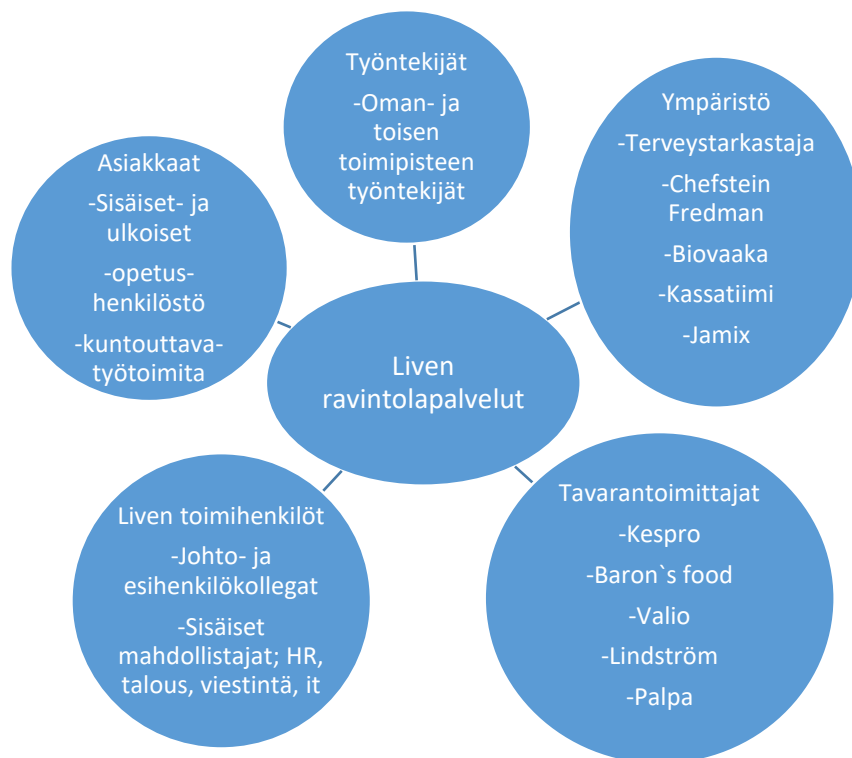 Työntekijät
-Oman- ja
toisen
toimipisteen
työntekijät
Ympäristö
-Terveystarkastaja
-Chefstein
Fredman
-Biovaaka
-Kassatiimi
-Jamix
Asiakkaat
-Sisäiset- ja
ulkoiset
-opetus-
henkilöstö
-kuntouttava-
työtoimita
Liven
ravintolapalvelut
Liven toimihenkilöt
-Johto- ja
esihenkilökollegat
-Sisäiset
mahdollistajat; HR,
talous, viestintä, it
Tavarantoimittajat
-Kespro
-Baron`s food
-Valio
-Lindström
-Palpa